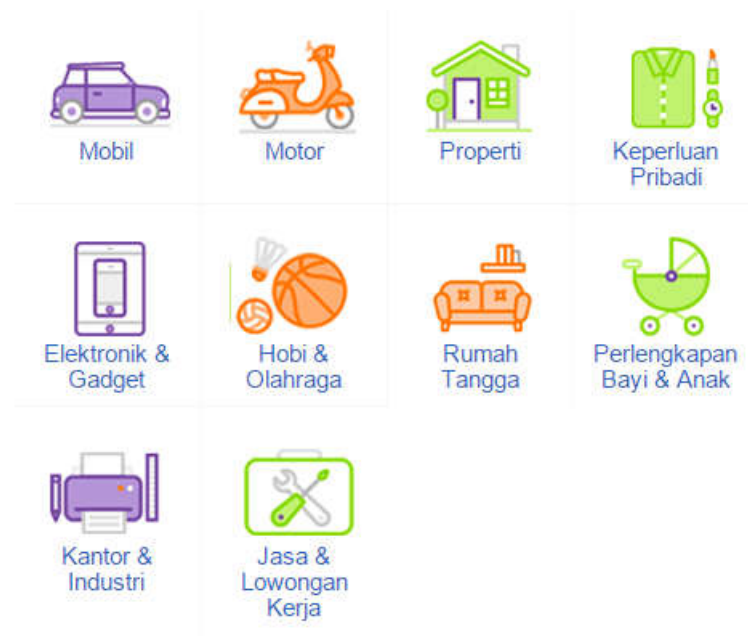 Mobil
Motor
Properti
Keperluan
Pribadi
Elektronik &
Gadget
Hobi &
Olahraga
Rumah
Tangga
Perlengkapan
Bayi & Anak
Kantor &
Industri
Jasa &
Lowongan
Kerja